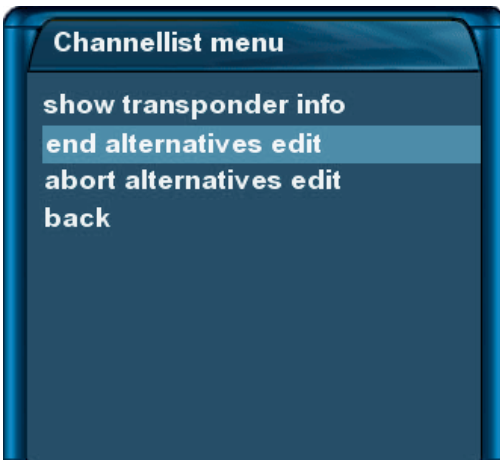 Channellist menu
show transponder info
end alternatives edit
abort alternatives edit
back